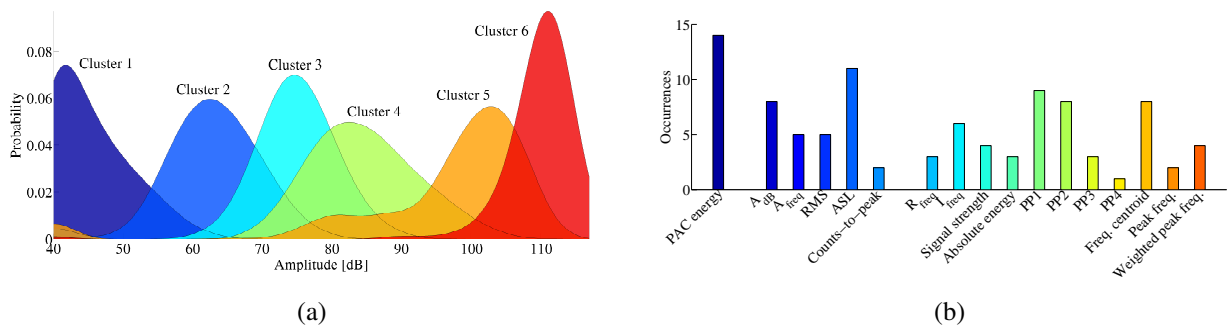 Probability
0.08
0.06
0.04
0.02
0
Cluster 1
Cluster 2
Cluster 3
Cluster 4
Cluster 5
Cluster 6
40 50 60 70 80 90 100 110
Amplitude [dB]
(a)
Occurrences
15
10
5
0
PAC energy
A dB
A freq
RMS
ASL
Counts−to−peak
R freq
I freq
Signal strength
Absolute energy
PP1
PP2
PP3
PP4
Freq. centroid
Peak freq.
Weighted peak freq.
(b)